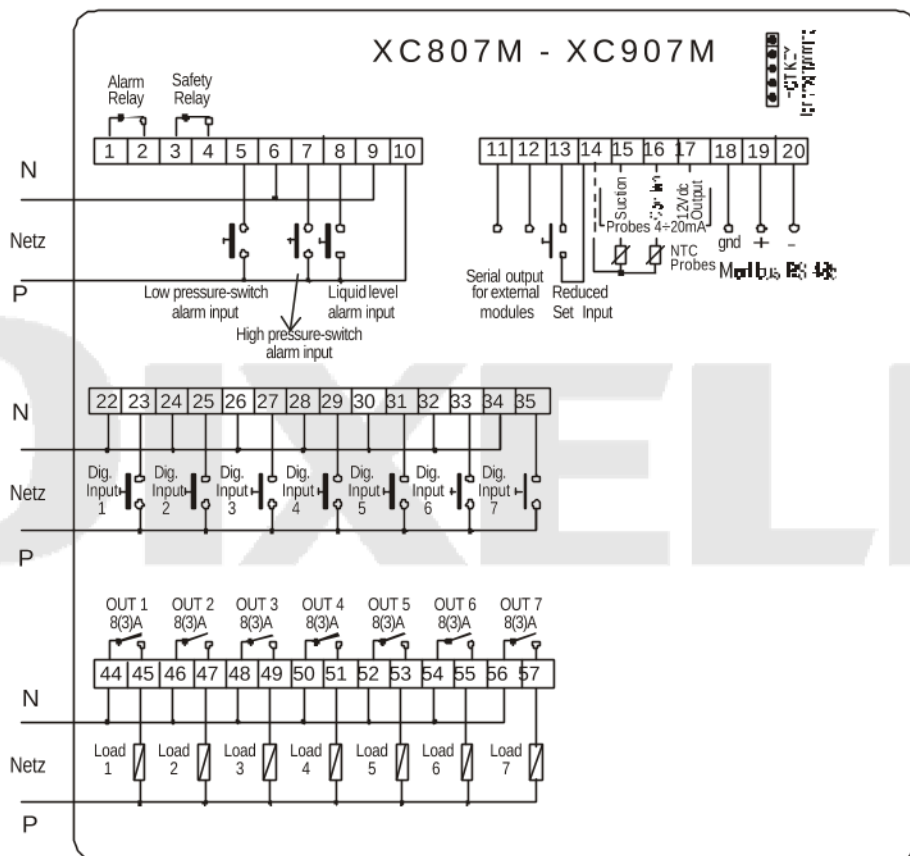 XC807M - XC907M
Alarm
Relay
Safety
Relay
1 2 3 4 5 6 7 8 9 10
11 12 13 14 15 16 17 18 19 20
N
Netz
P
Suction
12Vdc
Output
Probes 4÷20mA
NTC
Probes
gnd + -
Low pressure-switch
alarm input
High pressure-switch
alarm input
Liquid level
alarm input
Serial output
for external
modules
Reduced
Set Input
DIXELL
22 23 24 25 26 27 28 29 30 31 32 33 34 35
N
Netz
P
Dig.
Input
1
Dig.
Input
2
Dig.
Input
3
Dig.
Input
4
Dig.
Input
5
Dig.
Input
6
Dig.
Input
7
OUT 1
8(3)A
OUT 2
8(3)A
OUT 3
8(3)A
OUT 4
8(3)A
OUT 5
8(3)A
OUT 6
8(3)A
OUT 7
8(3)A
44 45 46 47 48 49 50 51 52 53 54 55 56 57
N
Netz
P
Load
1
Load
2
Load
3
Load
4
Load
5
Load
6
Load
7